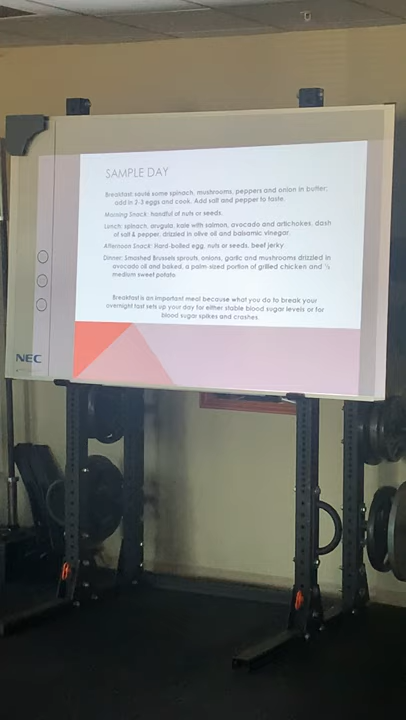 SAMPLE DAY
Breakfast: sauté some spinach, mushrooms, peppers and onion in butter;
add in 2-3 eggs and cook. Add salt and pepper to taste.
Morning Snack: handful of nuts or seeds.
Lunch: spinach, arugula, kale with salmon, avocado and artichokes, dash
of salt & pepper, drizzled in olive oil and balsamic vinegar.
Afternoon Snack: Hard-boiled egg, nuts or seeds, beef jerky
Dinner: Smashed Brussels sprouts, onions, garlic and mushrooms drizzled in
avocado oil and baked, a palm sized portion of grilled chicken and ½
medium sweet potato.
Breakfast is an important meal because what you do to break your
overnight fast sets up your day for either stable blood sugar levels or for
blood sugar spikes and crashes.
NEC